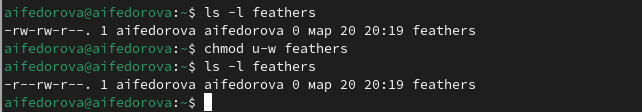 aifedorova@aifedorova:~$ ls -l feathers
-rw-rw-r--. 1 aifedorova aifedorova 0 мар 20 20:19 feathers
aifedorova@aifedorova:~$ chmod u-w feathers
aifedorova@aifedorova:~$ ls -l feathers
-r--rw-r--. 1 aifedorova aifedorova 0 мар 20 20:19 feathers
aifedorova@aifedorova:~$